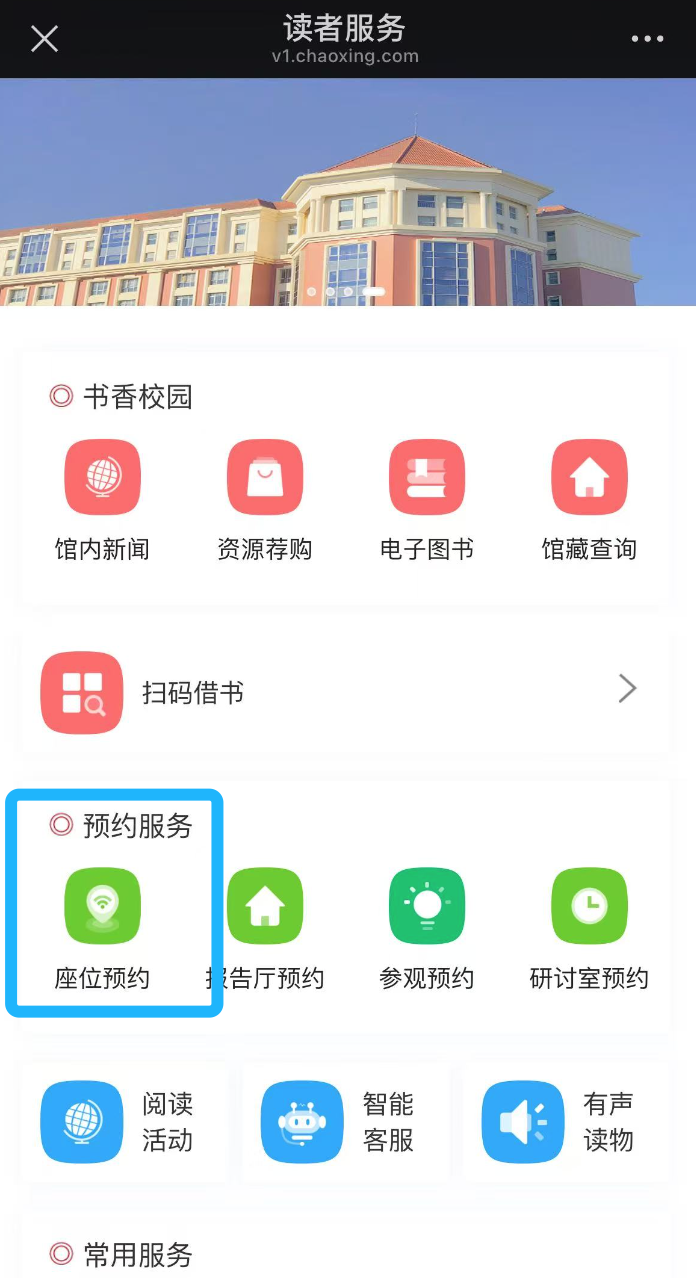 读者服务
v1.chaoxing.com
书香校园
馆内新闻 资源荐购 电子图书 馆藏查询
扫码借书
预约服务
座位预约 报告厅预约 参观预约 研讨室预约
阅读
活动
智能
客服
有声
读物
常用服务